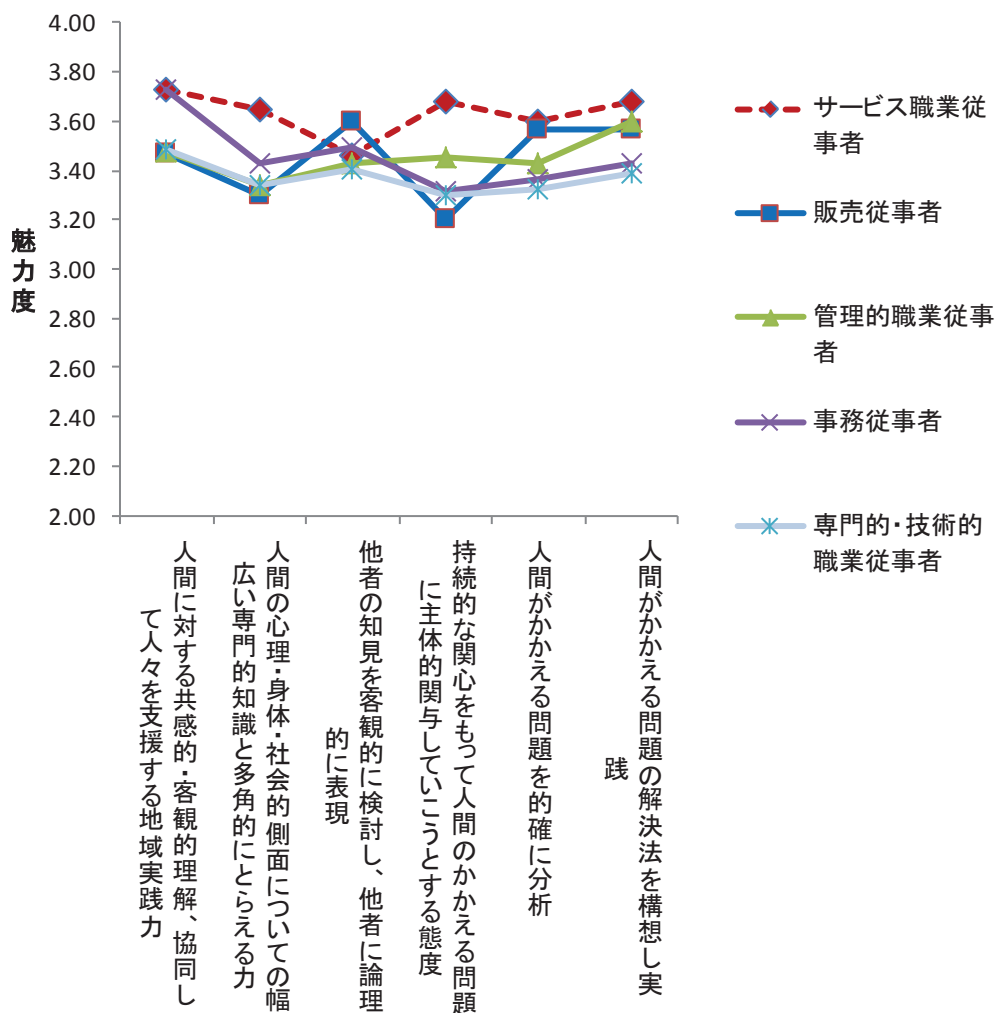 4.00
3.80
3.60
3.40
3.20
3.00
2.80
2.60
2.40
2.20
2.00
魅力度
人間に対する共感的・客観的理解、協同し
て人々を支援する地域実践力
人間の心理・身体・社会的側面についての幅
広い専門的知識と多角的にとらえる力
他者の知見を客観的に検討し、他者に論理
的に表現
持続的な関心をもって人間のかかえる問題
に主体的関与していこうとする態度
人間がかかえる問題を的確に分析
人間がかかえる問題の解決法を構想し実
践
サービス職業従
事者
販売従事者
管理的職業従事
者
事務従事者
専門的・技術的
職業従事者